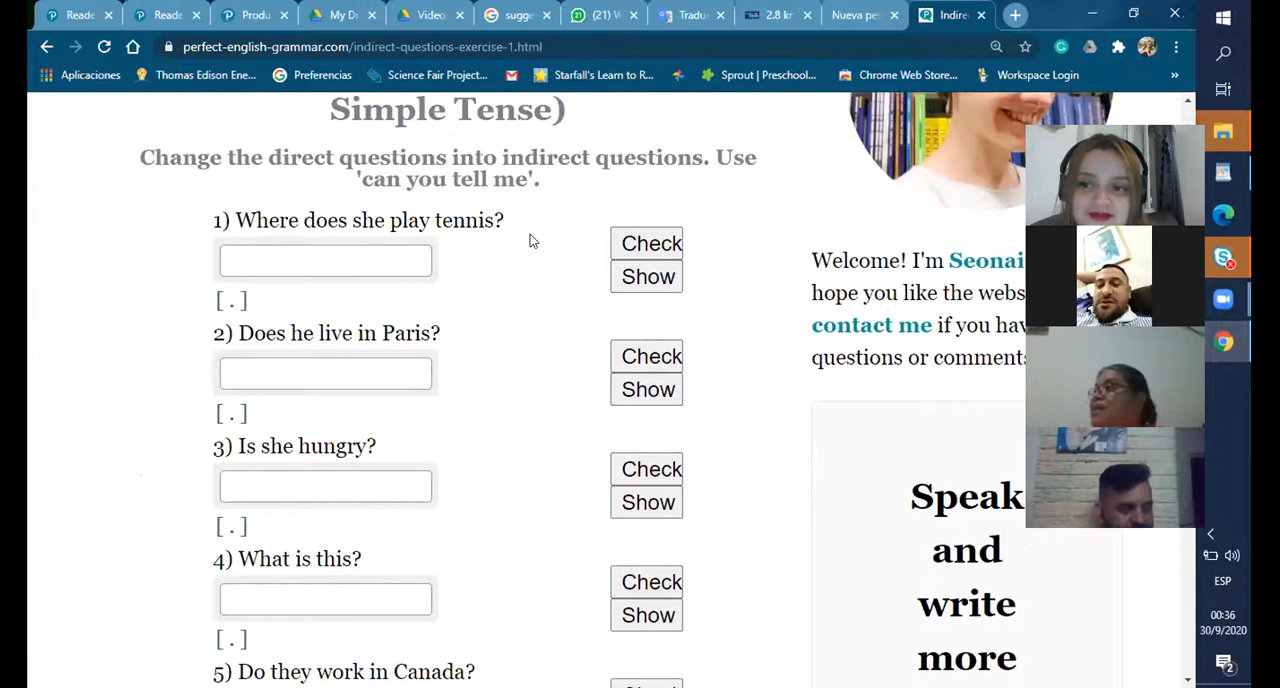 Reade
Reade
Produ
My Dr
Video
sugge
(21) W
Tradu
2.8 kr
Nueva pe
Indire
perfect-english-grammar.com/indirect-questions-exercise-1.html
Aplicaciones
Thomas Edison Ene...
Preferencias
Science Fair Project...
Starfall's Learn to R...
Sprout | Preschool...
Chrome Web Store...
Workspace Login
»
Simple Tense)
Change the direct questions into indirect questions. Use
'can you tell me'.
1) Where does she play tennis?
Check
Show
[ . ]
2) Does he live in Paris?
Check
Show
[ . ]
3) Is she hungry?
Check
Show
[ . ]
4) What is this?
Check
Show
[ . ]
5) Do they work in Canada?
Welcome! I'm Seonai
hope you like the webs
contact me if you hav
questions or comments
Speak
and
write
more
ESP
00:36
30/9/2020
2